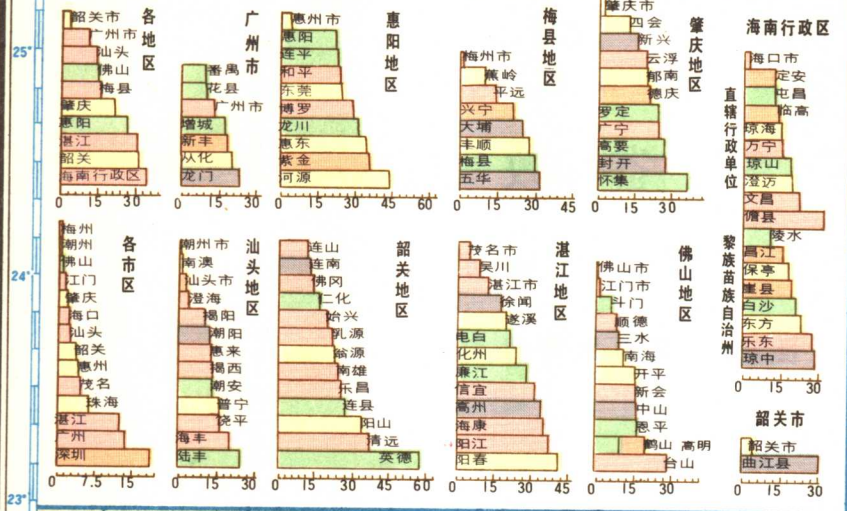 25°
24°
23°
各地区
韶关市
广州市
汕头
佛山
梅县
肇庆
惠阳
湛江
韶关
海南行政区
0 15 30
广州市
番禺
花县
广州市
增城
新丰
从化
龙门
0 15 30
惠阳地区
惠州市
惠阳
连平
和平
东莞
博罗
龙川
惠东
紫金
河源
0 15 30 45 60
梅县地区
梅州市
蕉岭
平远
兴宁
大埔
丰顺
梅县
五华
0 15 30 45
肇庆地区
肇庆市
四会
新兴
云浮
郁南
德庆
罗定
广宁
高要
封开
怀集
0 15 30
海南行政区
直辖行政单位
海口市
定安
屯昌
临高
琼海
万宁
琼山
澄迈
文昌
儋县
黎族苗族自治州
陵水
昌江
保亭
崖县
白沙
东方
乐东
琼中
0 15 30
各市区
梅州
潮州
佛山
江门
肇庆
海口
汕头
韶关
惠州
茂名
珠海
湛江
广州
深圳
0 7.5 15
汕头地区
潮州市
南澳
汕头市
澄海
揭阳
潮阳
惠来
揭西
潮安
普宁
饶平
海丰
陆丰
0 15 30
韶关地区
连山
连南
佛冈
仁化
始兴
乳源
翁源
南雄
乐昌
连县
阳山
清远
英德
0 15 30 45 60
湛江地区
茂名市
吴川
湛江市
徐闻
遂溪
电白
化州
廉江
信宜
高州
海康
阳江
阳春
0 15 30 45
佛山地区
佛山市
江门市
斗门
顺德
三水
南海
开平
新会
中山
恩平
鹤山 高明
台山
0 15 30
韶关市
韶关市
曲江县
0 15 30